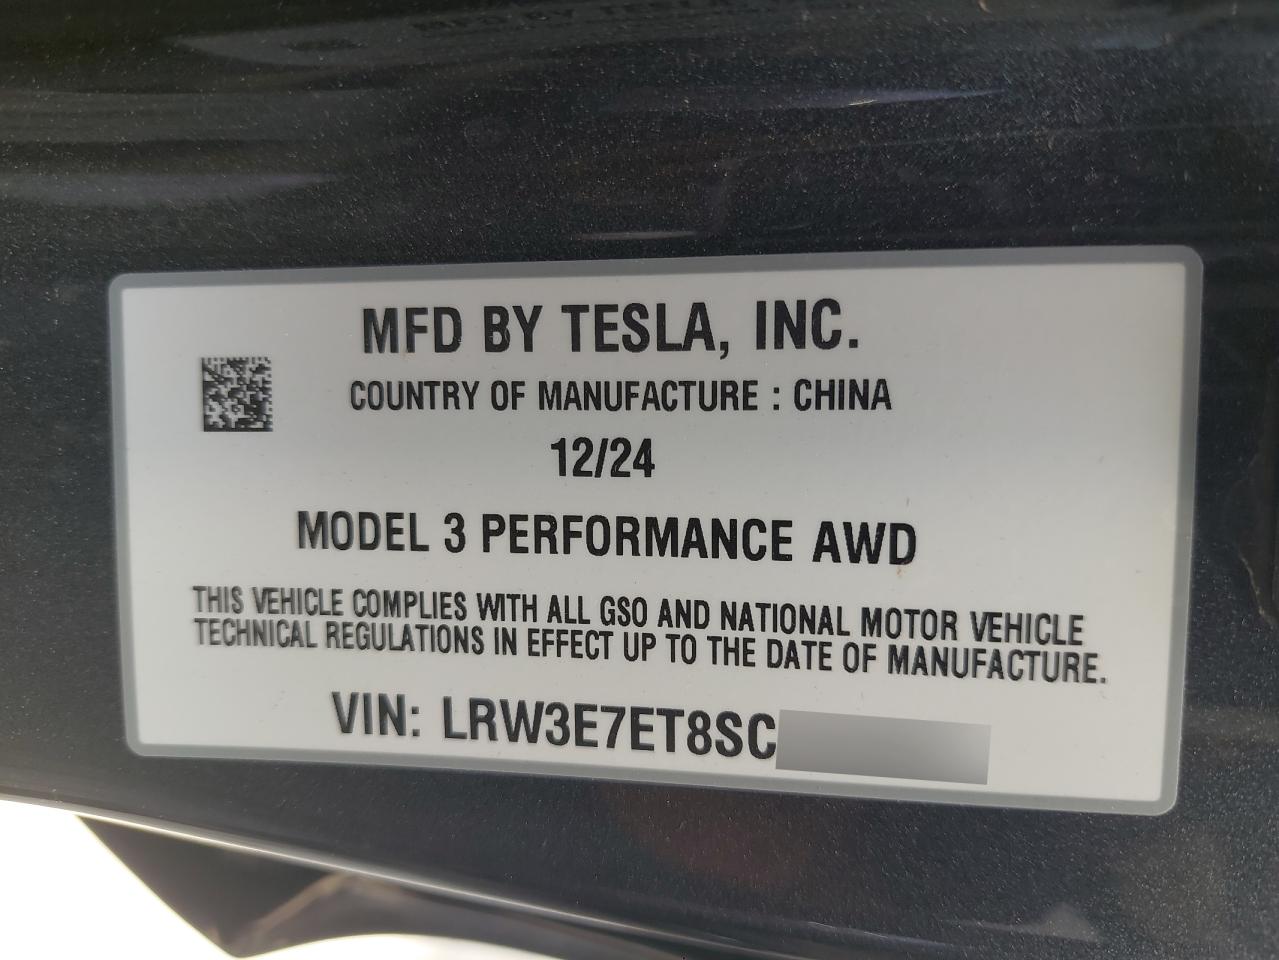 MFD BY TESLA, INC.
COUNTRY OF MANUFACTURE : CHINA
12/24
MODEL 3 PERFORMANCE AWD
THIS VEHICLE COMPLIES WITH ALL GSO AND NATIONAL MOTOR VEHICLE
TECHNICAL REGULATIONS IN EFFECT UP TO THE DATE OF MANUFACTURE.
VIN: LRW3E7ET8SC